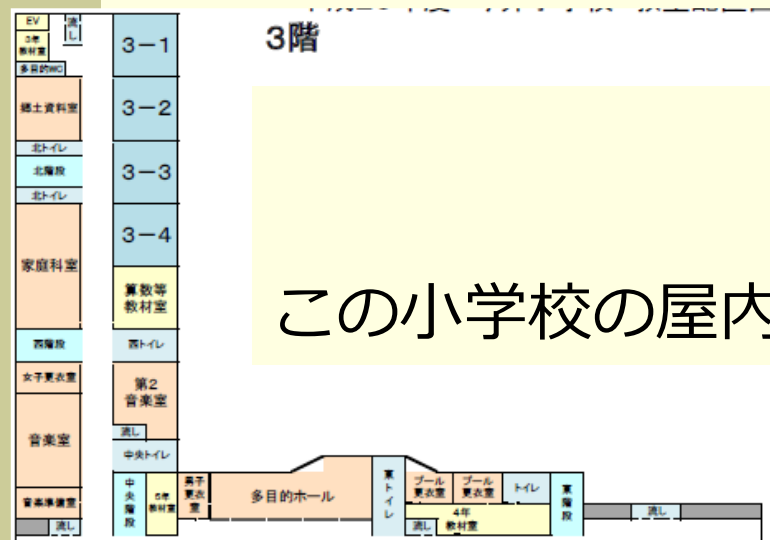 3階
EV
流し
3年
教材室
多目的WC
郷土資料室
北トイレ
北階段
北トイレ
家庭科室
西階段
女子更衣室
音楽室
音楽準備室
流し
3－1
3－2
3－3
3－4
算数等
教材室
西トイレ
第2
音楽室
流し
中央トイレ
中央階段
教材室
男子
更衣
室
多目的ホール
東トイレ
プール
更衣室
プール
更衣室
トイレ
東階段
4年
教材室
流し
流し
この小学校の屋内